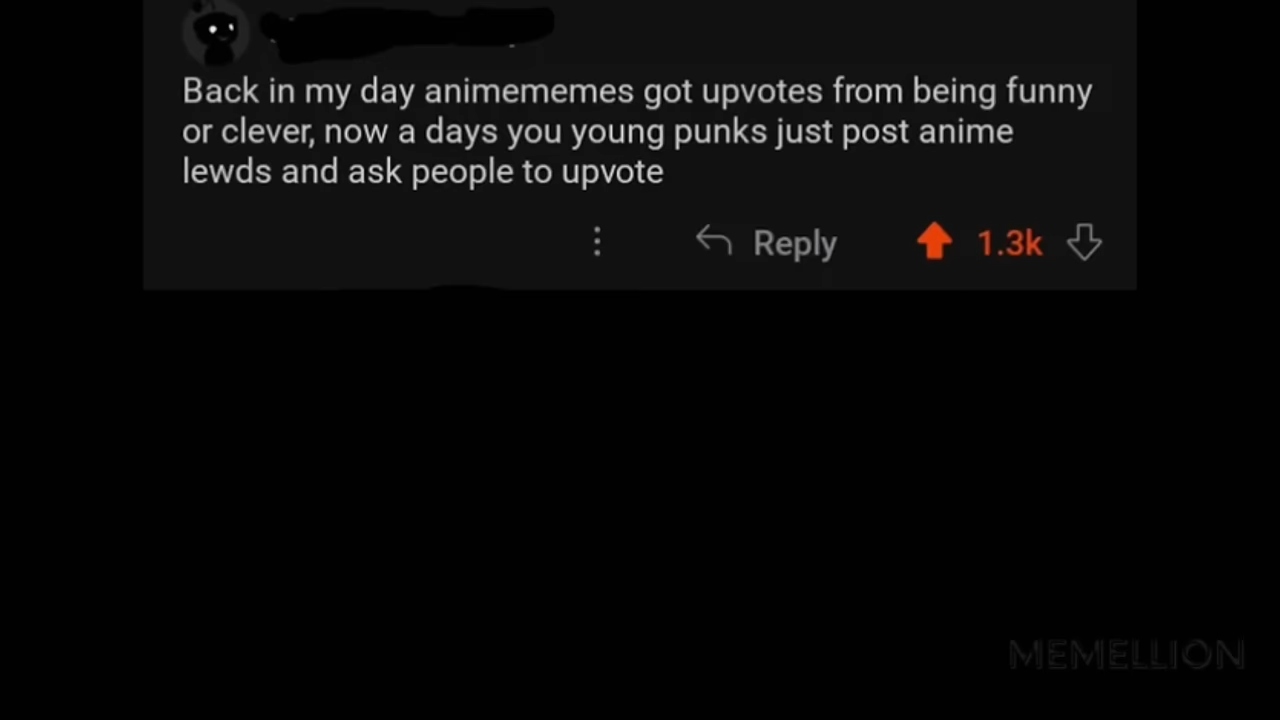 Back in my day animememes got upvotes from being funny
or clever, now a days you young punks just post anime
lewds and ask people to upvote
Reply 1.3k
MEMELLION